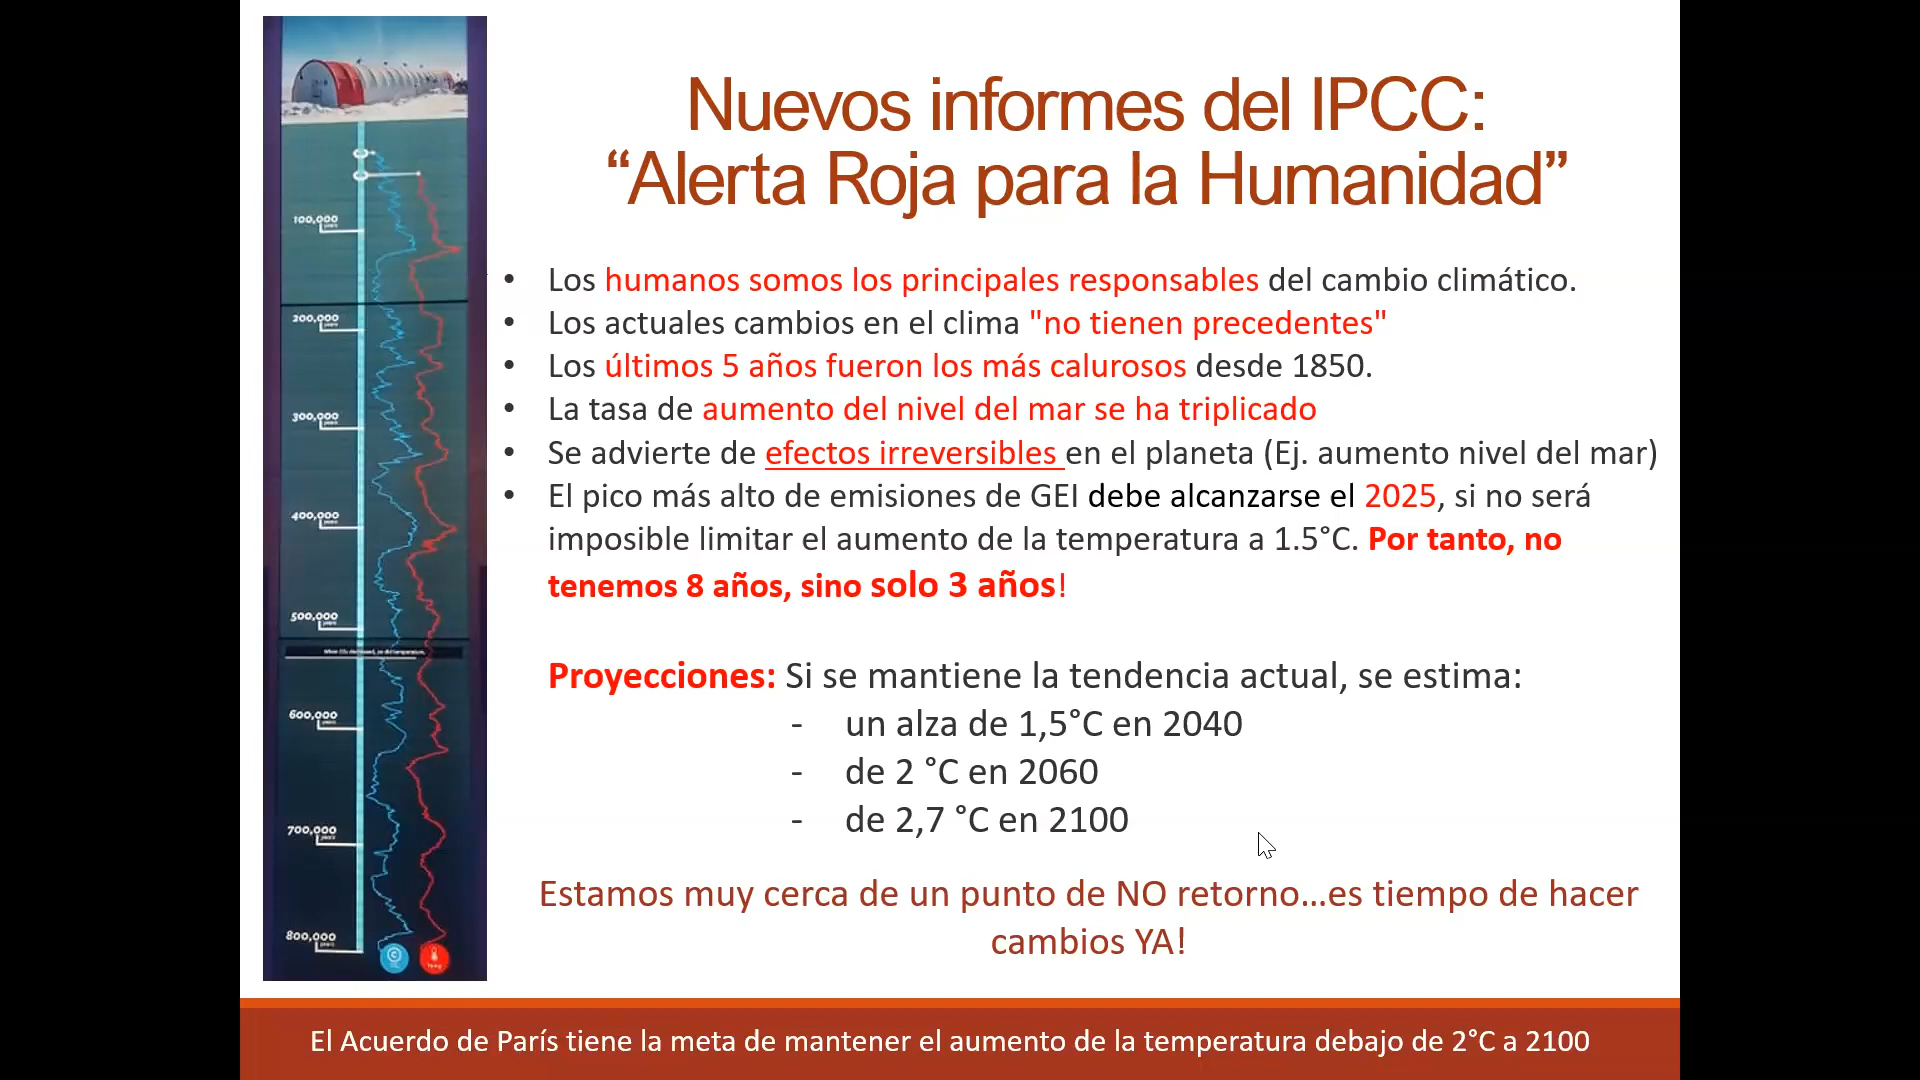 Nuevos informes del IPCC:
“Alerta Roja para la Humanidad”
• Los humanos somos los principales responsables del cambio climático.
• Los actuales cambios en el clima "no tienen precedentes"
• Los últimos 5 años fueron los más calurosos desde 1850.
• La tasa de aumento del nivel del mar se ha triplicado
• Se advierte de efectos irreversibles en el planeta (Ej. aumento nivel del mar)
• El pico más alto de emisiones de GEI debe alcanzarse el 2025, si no será
imposible limitar el aumento de la temperatura a 1.5°C. Por tanto, no
tenemos 8 años, sino solo 3 años!
Proyecciones: Si se mantiene la tendencia actual, se estima:
- un alza de 1,5°C en 2040
- de 2 °C en 2060
- de 2,7 °C en 2100
Estamos muy cerca de un punto de NO retorno...es tiempo de hacer
cambios YA!
El Acuerdo de París tiene la meta de mantener el aumento de la temperatura debajo de 2°C a 2100
100,000
years
200,000
years
300,000
years
400,000
years
500,000
years
600,000
years
700,000
years
800,000
years